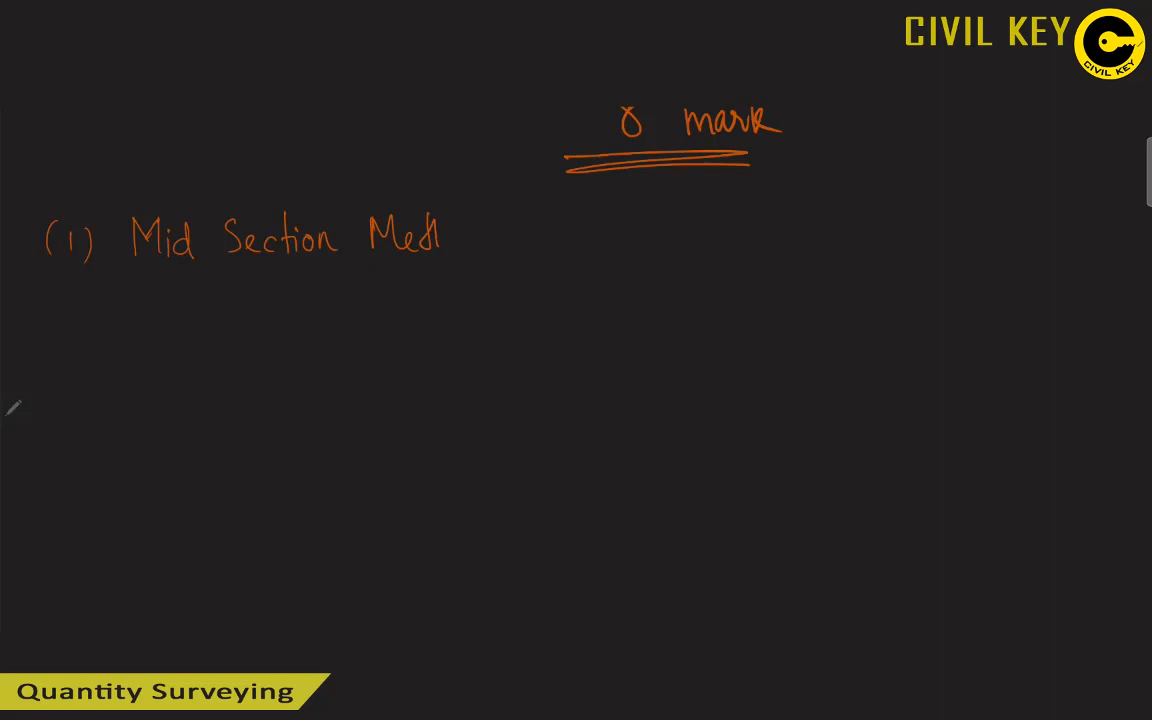 CIVIL KEY
CIVIL KEY
8 mark
(1) Mid Section Meth
Quantity Surveying